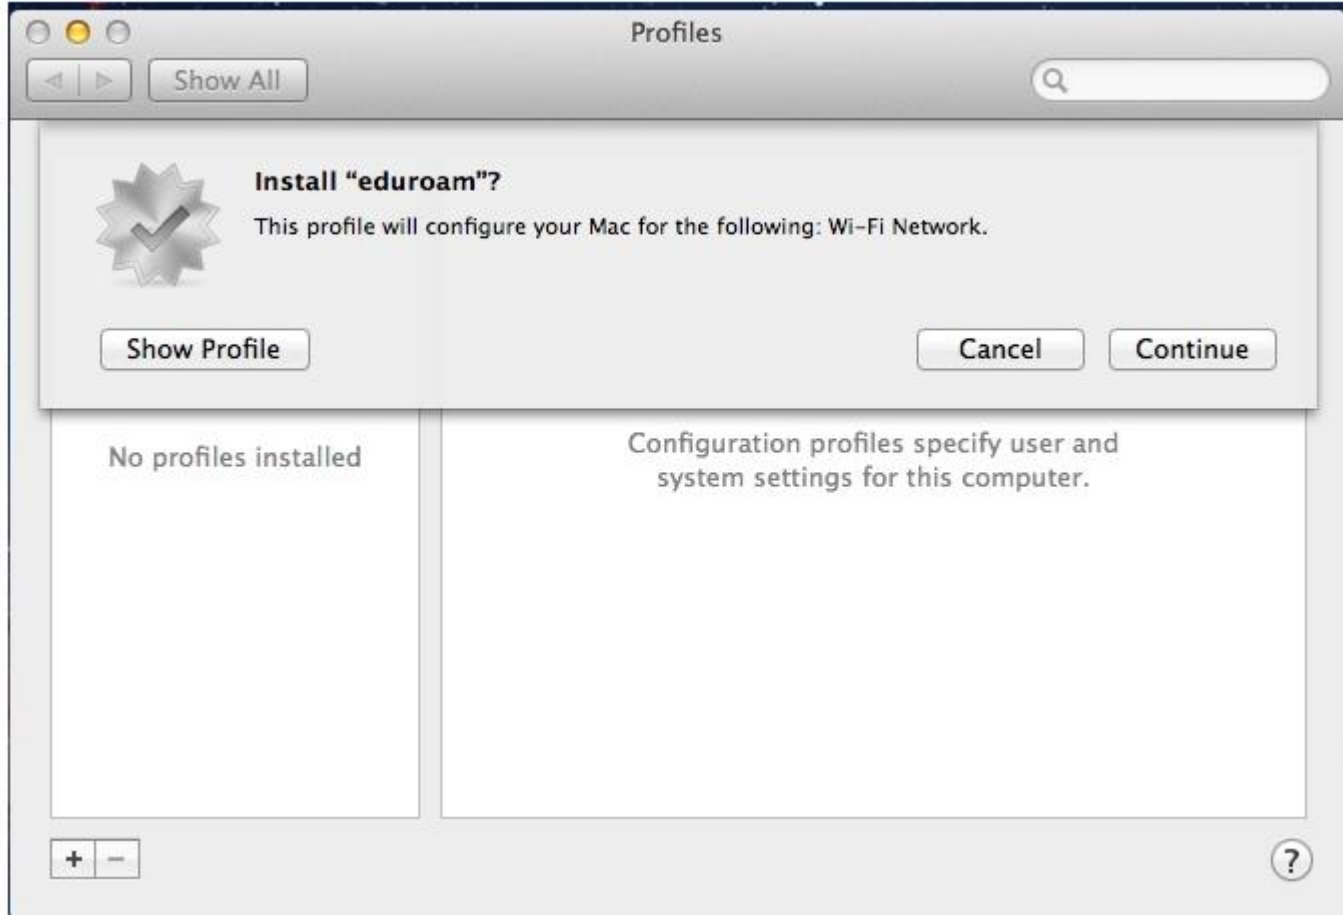 Profiles
Show All
Install “eduroam”?
This profile will configure your Mac for the following: Wi-Fi Network.
Show Profile
Cancel
Continue
No profiles installed
Configuration profiles specify user and
system settings for this computer.
+ −
?